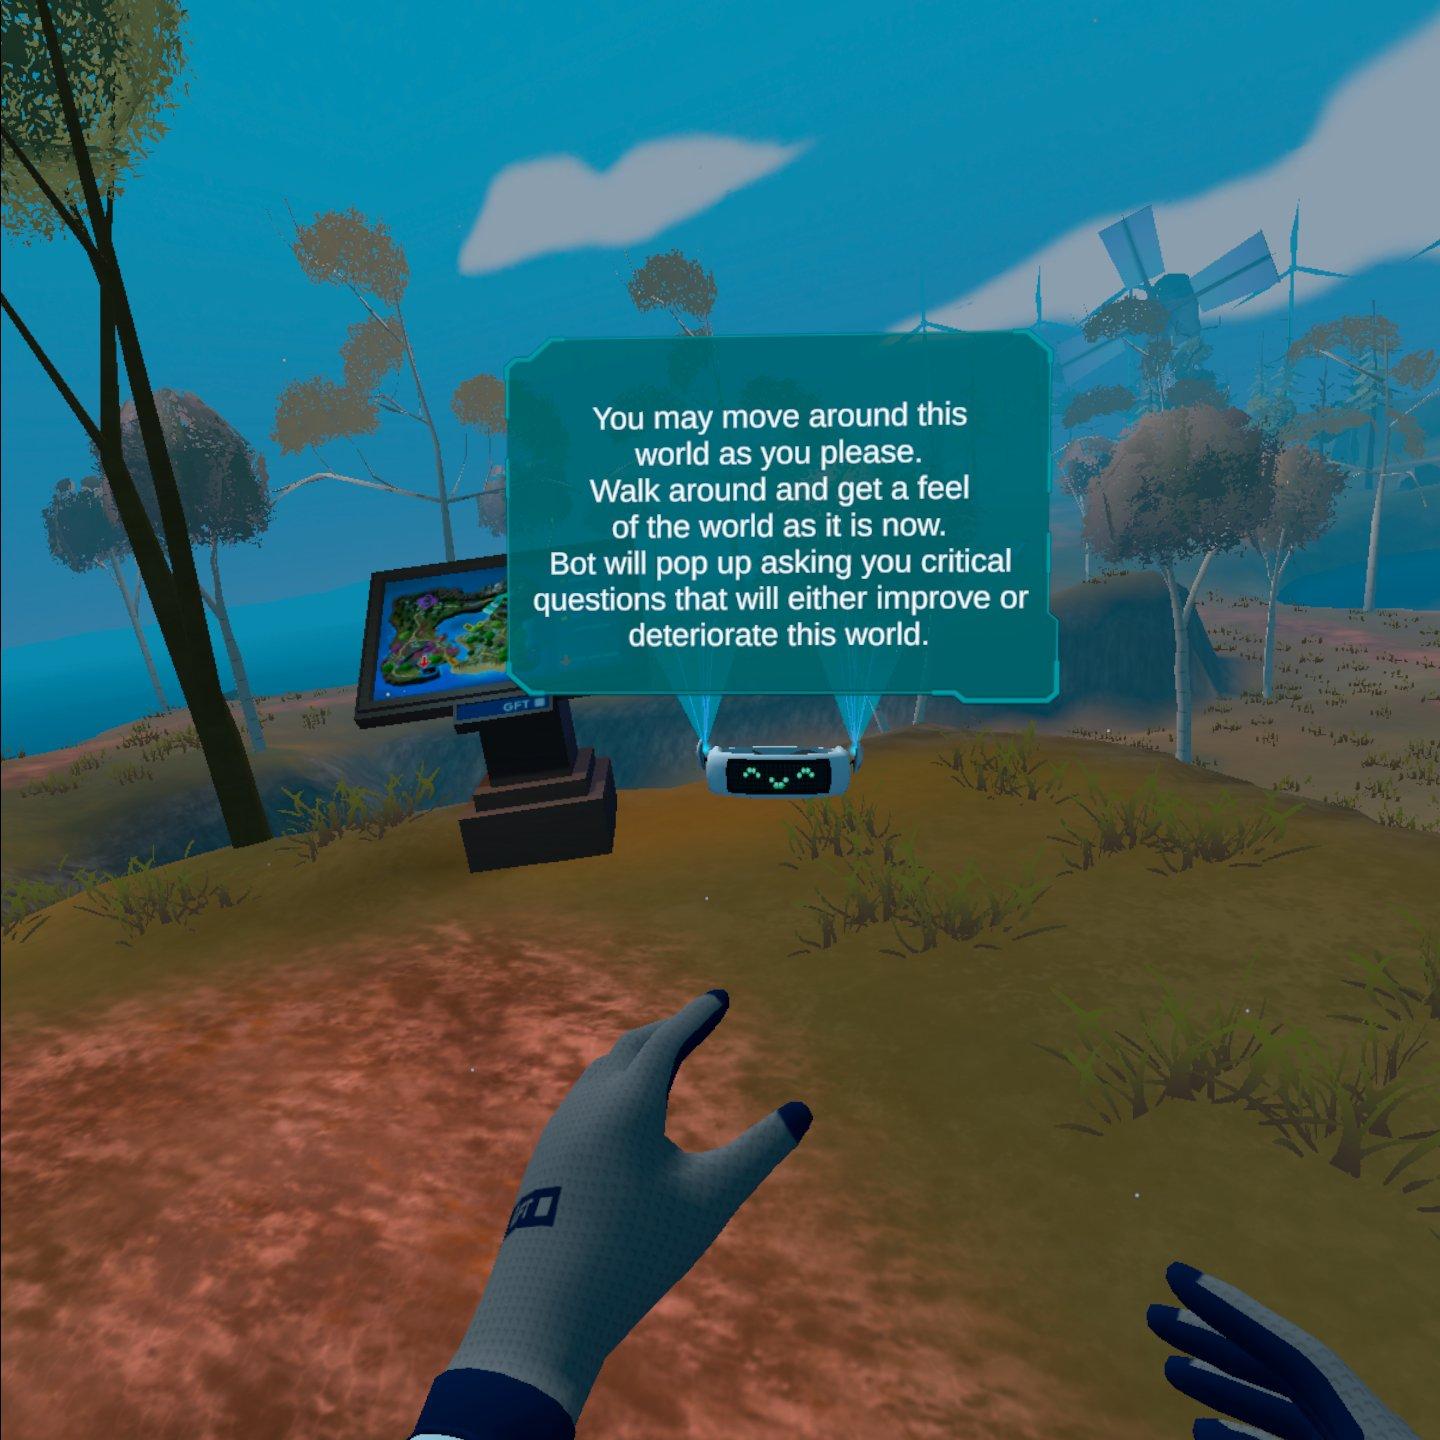 You may move around this
world as you please.
Walk around and get a feel
of the world as it is now.
Bot will pop up asking you critical
questions that will either improve or
deteriorate this world.
GFT